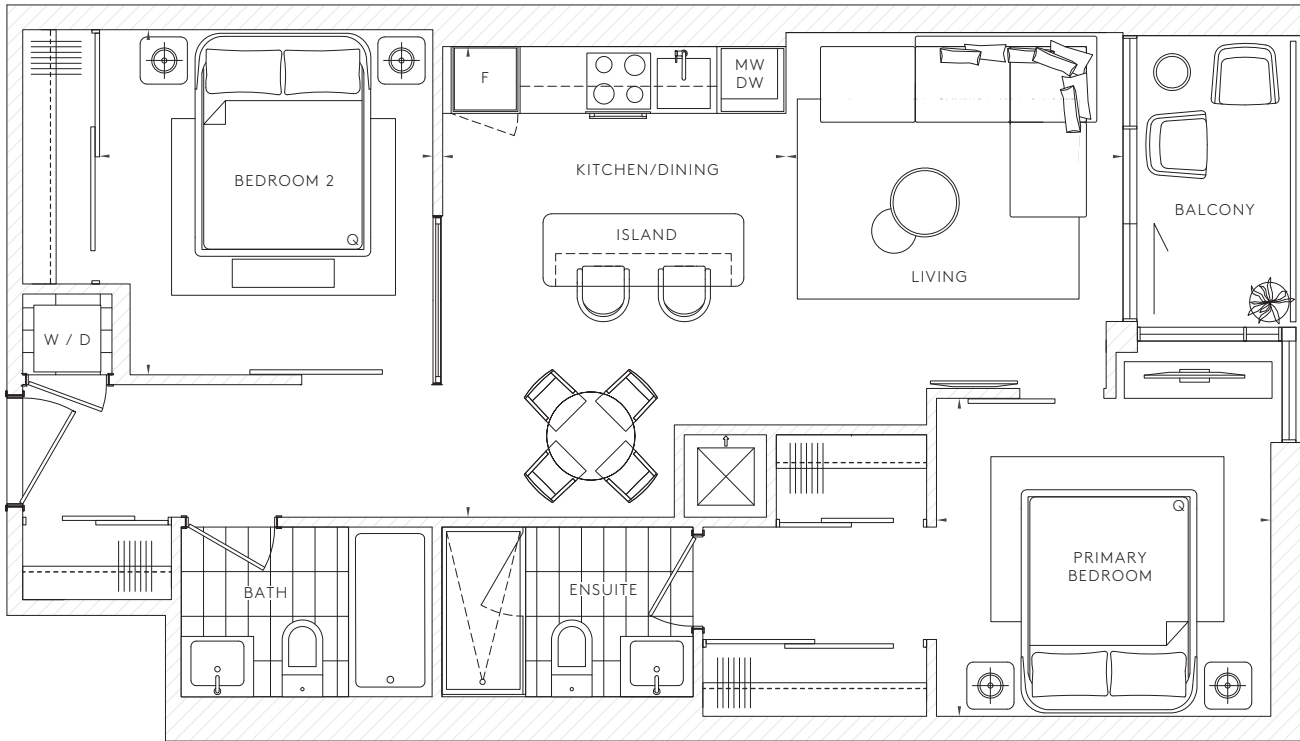 F
MW
DW
BEDROOM 2
KITCHEN/DINING
BALCONY
ISLAND
LIVING
W / D
Q
Q
PRIMARY
BEDROOM
BATH
ENSUITE